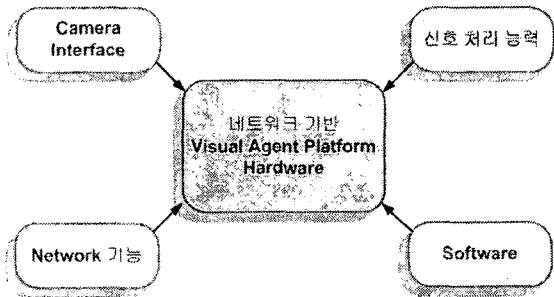 Camera
Interface
신호 처리 능력
네트워크 기반
Visual Agent Platform
Hardware
Network 기능
Software